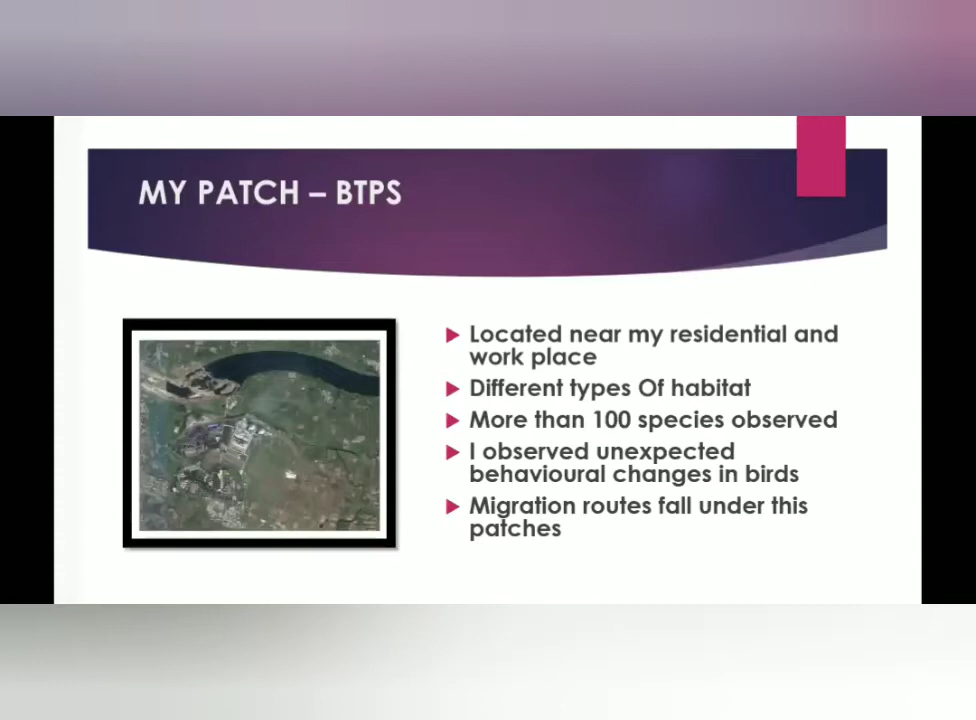 MY PATCH – BTPS
Located near my residential and
work place
Different types Of habitat
More than 100 species observed
I observed unexpected
behavioural changes in birds
Migration routes fall under this
patches